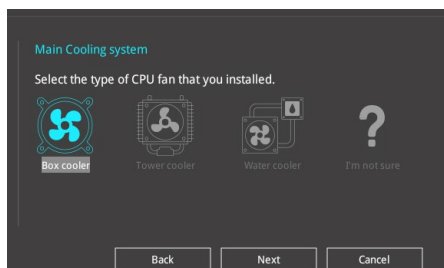 Main Cooling system
Select the type of CPU fan that you installed.
Box cooler
Tower cooler
Water cooler
I'm not sure
Back
Next
Cancel